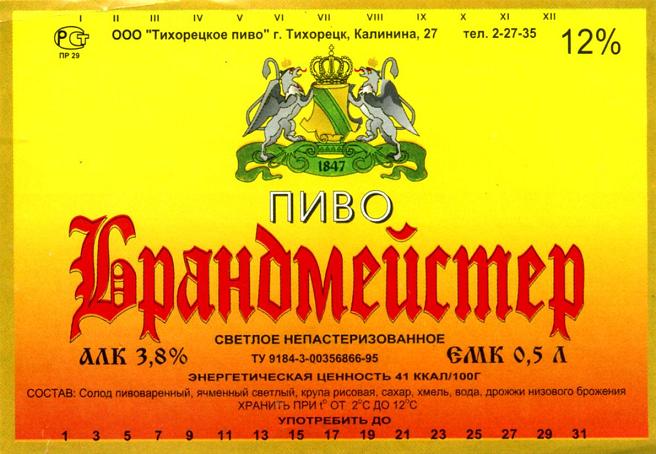 I II III IV V VI VII VIII IX X XI XII
РСТ ООО "Тихорецкое пиво" г. Тихорецк, Калинина, 27 тел. 2-27-35 12%
ПР 29
1847
ПИВО
Брандмейстер
СВЕТЛОЕ НЕПАСТЕРИЗОВАННОЕ
АЛК 3,8% ТУ 9184-3-00356866-95 ЕМК 0,5 Л
ЭНЕРГЕТИЧЕСКАЯ ЦЕННОСТЬ 41 ККАЛ/100Г
СОСТАВ: Солод пивоваренный, ячменный светлый, крупа рисовая, сахар, хмель, вода, дрожжи низового брожения
ХРАНИТЬ ПРИ t° ОТ 2°С ДО 12°С
УПОТРЕБИТЬ ДО
1 3 5 7 9 11 13 15 17 19 21 23 25 27 29 31